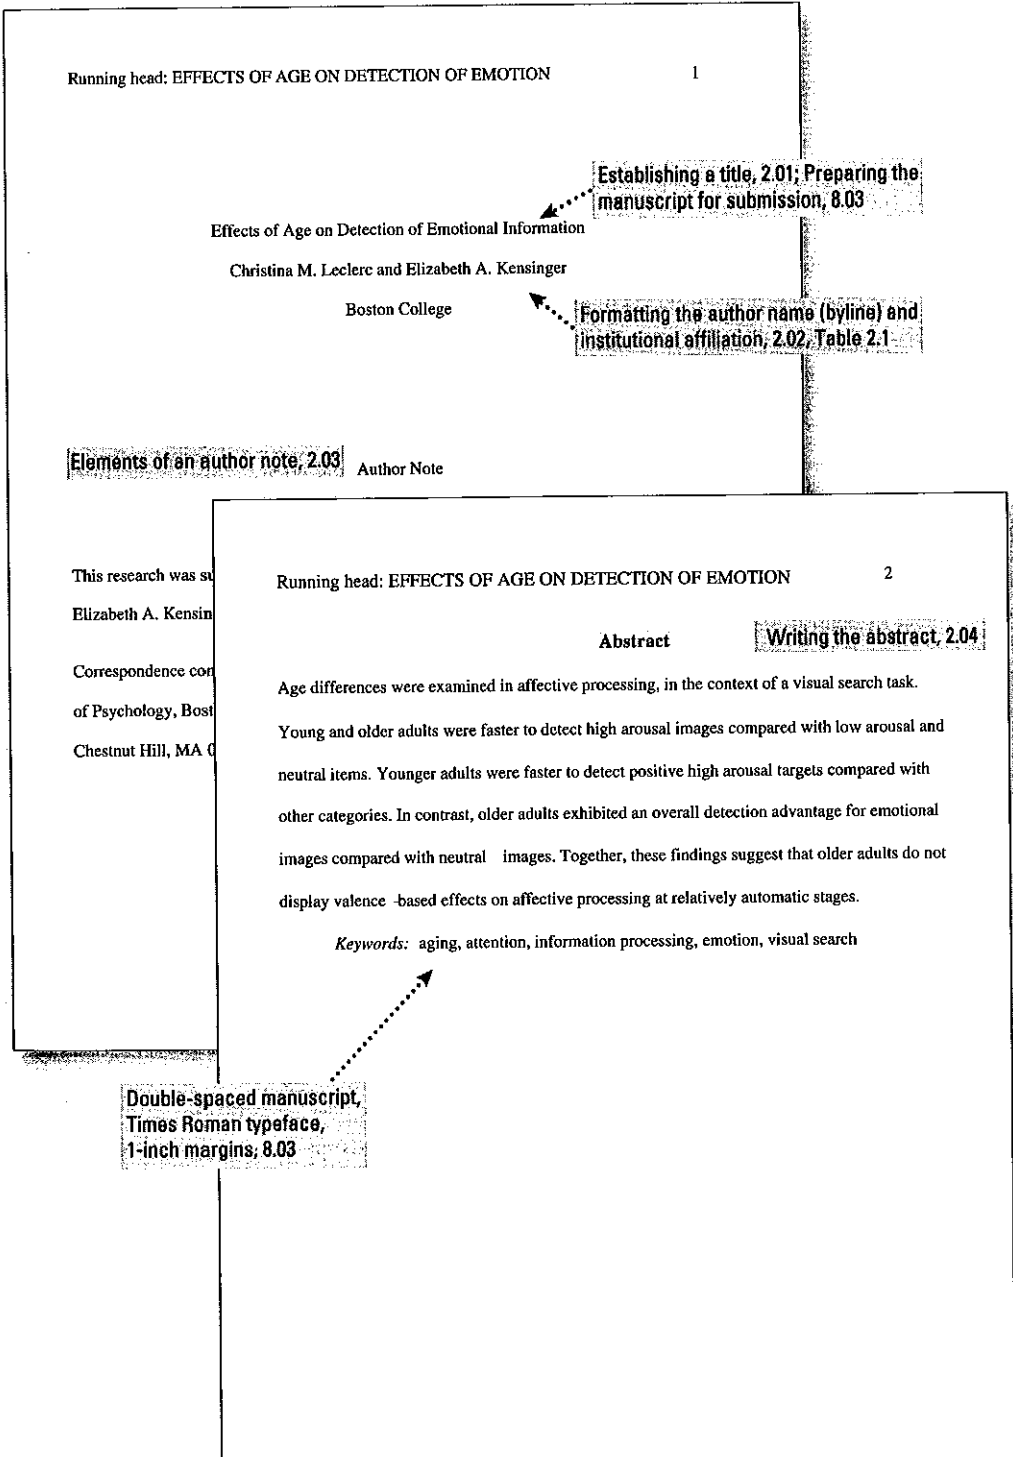 Running head: EFFECTS OF AGE ON DETECTION OF EMOTION 1
Establishing a title, 2.01; Preparing the
manuscript for submission, 8.03
Effects of Age on Detection of Emotional Information
Christina M. Leclerc and Elizabeth A. Kensinger
Boston College
Formatting the author name (byline) and
institutional affiliation, 2.02, Table 2.1
Elements of an author note, 2.03
Author Note
This research was
Elizabeth A. Kensin
Correspondence con
of Psychology, Bost
Chestnut Hill, MA 0
Running head: EFFECTS OF AGE ON DETECTION OF EMOTION 2
Abstract
Writing the abstract, 2.04
Age differences were examined in affective processing, in the context of a visual search task.
Young and older adults were faster to detect high arousal images compared with low arousal and
neutral items. Younger adults were faster to detect positive high arousal targets compared with
other categories. In contrast, older adults exhibited an overall detection advantage for emotional
images compared with neutral images. Together, these findings suggest that older adults do not
display valence -based effects on affective processing at relatively automatic stages.
Keywords: aging, attention, information processing, emotion, visual search
Double-spaced manuscript,
Times Roman typeface,
1-inch margins, 8.03